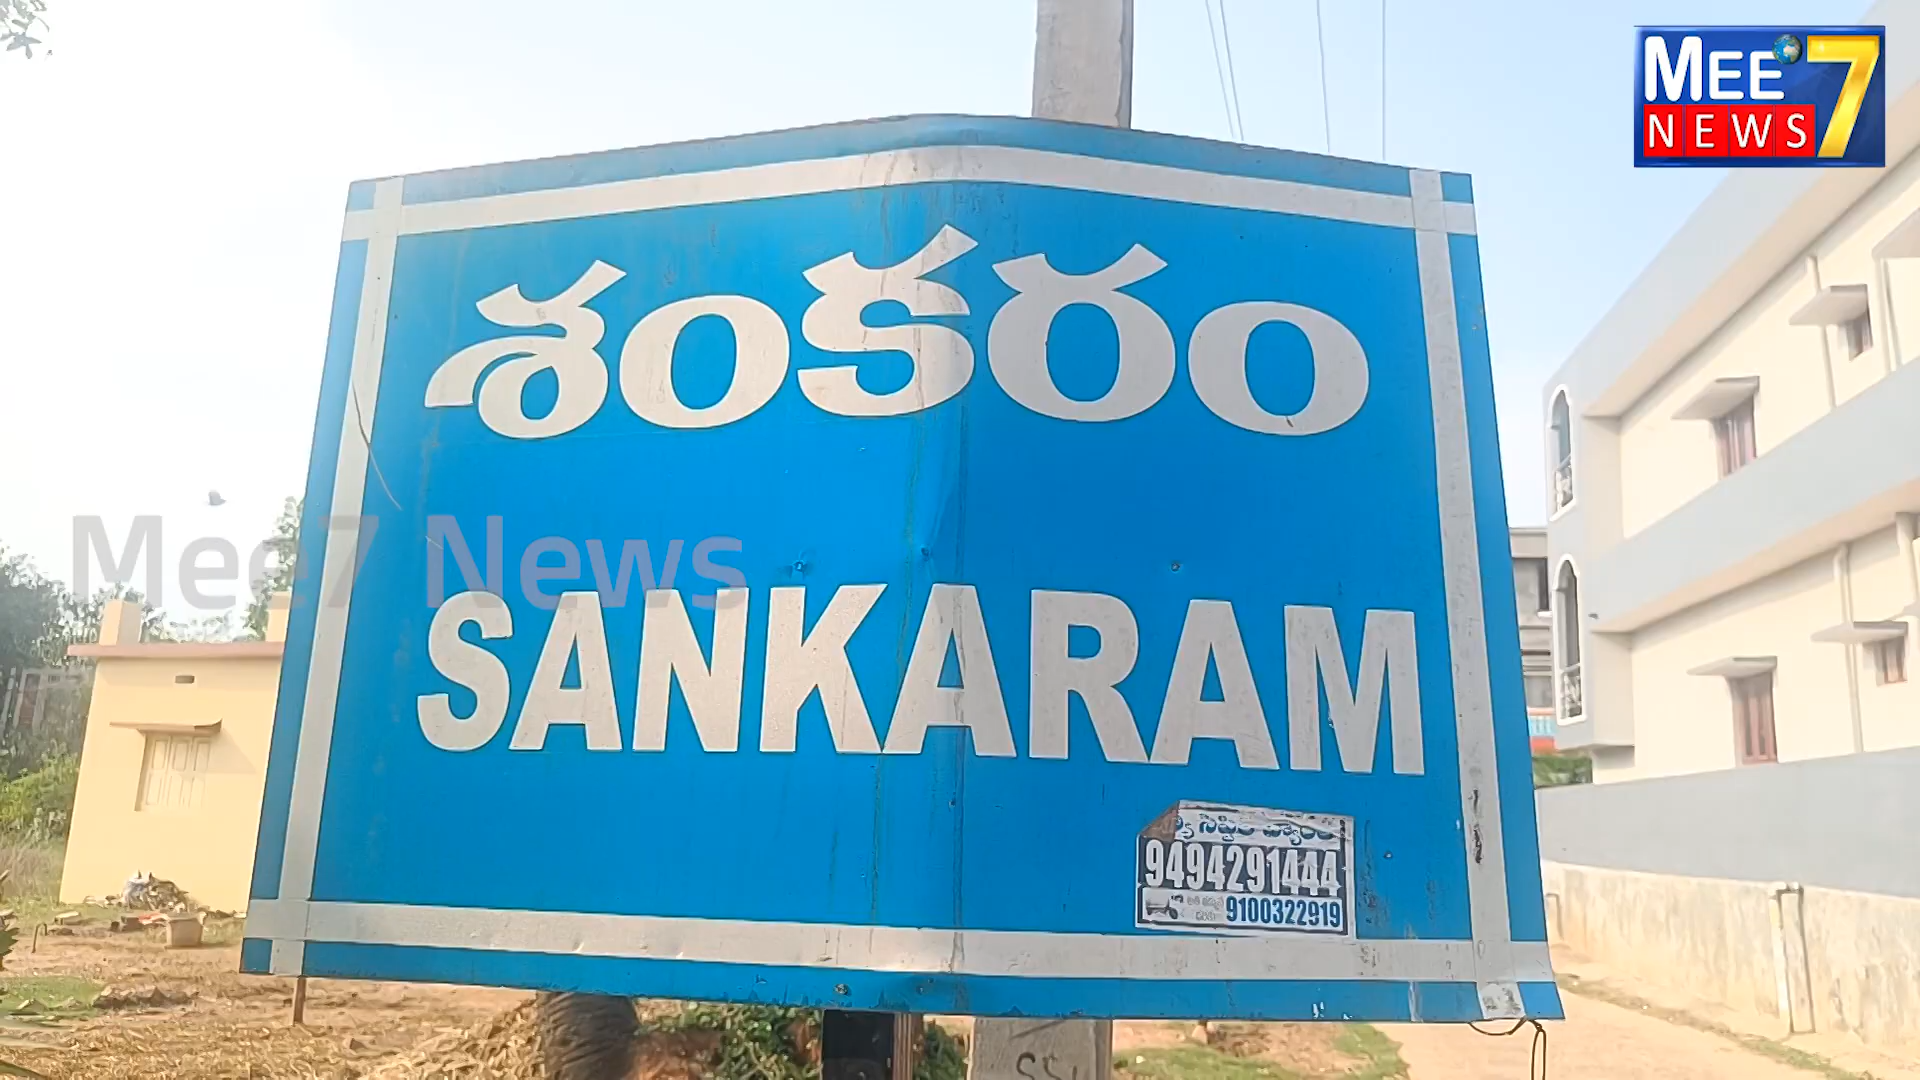 MEE 7
NEWS
శంకరం
Mee7 News
SANKARAM
9494291444
9100322919